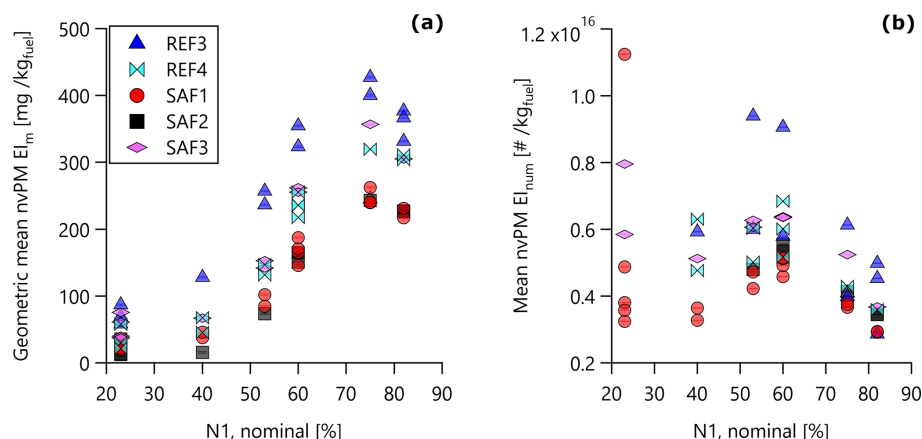 (a)
500
400
300
200
100
0
Geometric mean nvPM EIm [mg /kgfuel]
REF3
REF4
SAF1
SAF2
SAF3
20 30 40 50 60 70 80 90
N1, nominal [%]
(b)
1.2 x10^16
1.0
0.8
0.6
0.4
0.2
Mean nvPM EInum [# /kgfuel]
20 30 40 50 60 70 80 90
N1, nominal [%]